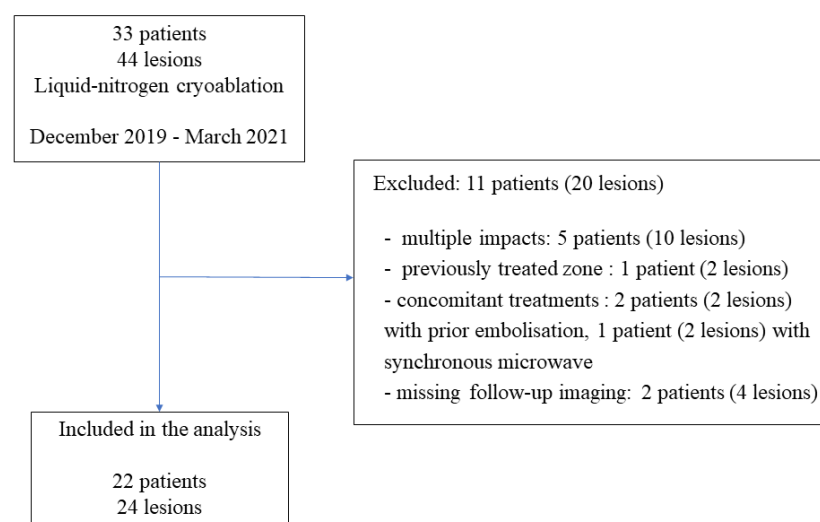 33 patients
44 lesions
Liquid-nitrogen cryoablation
December 2019 - March 2021
Excluded: 11 patients (20 lesions)
- multiple impacts: 5 patients (10 lesions)
- previously treated zone : 1 patient (2 lesions)
- concomitant treatments : 2 patients (2 lesions)
with prior embolisation, 1 patient (2 lesions) with
synchronous microwave
- missing follow-up imaging: 2 patients (4 lesions)
Included in the analysis
22 patients
24 lesions